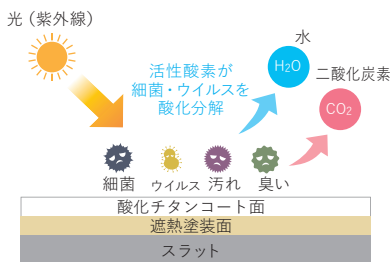 光（紫外線）
水
活性酸素が
細菌・ウイルスを
酸化分解
H₂O
二酸化炭素
CO₂
細菌 ウイルス 汚れ 臭い
酸化チタンコート面
遮熱塗装面
スラット